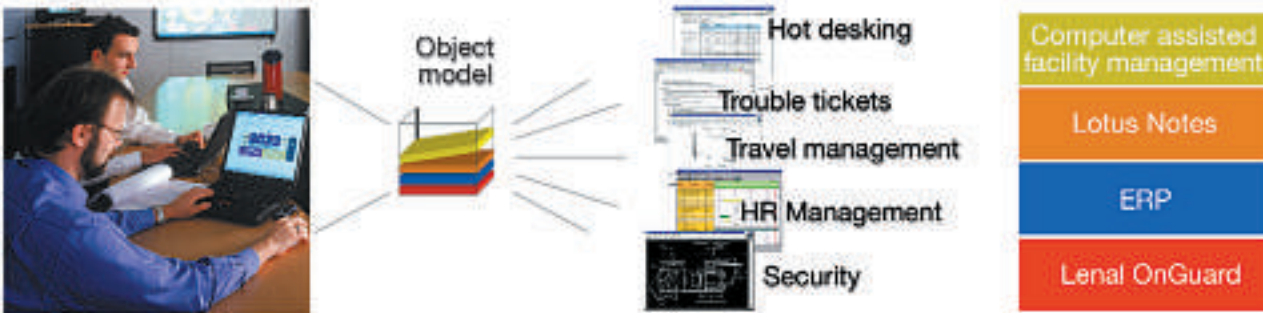 Object
model
Hot desking
Trouble tickets
Travel management
HR Management
Security
Computer assisted
facility management
Lotus Notes
ERP
Lenal OnGuard